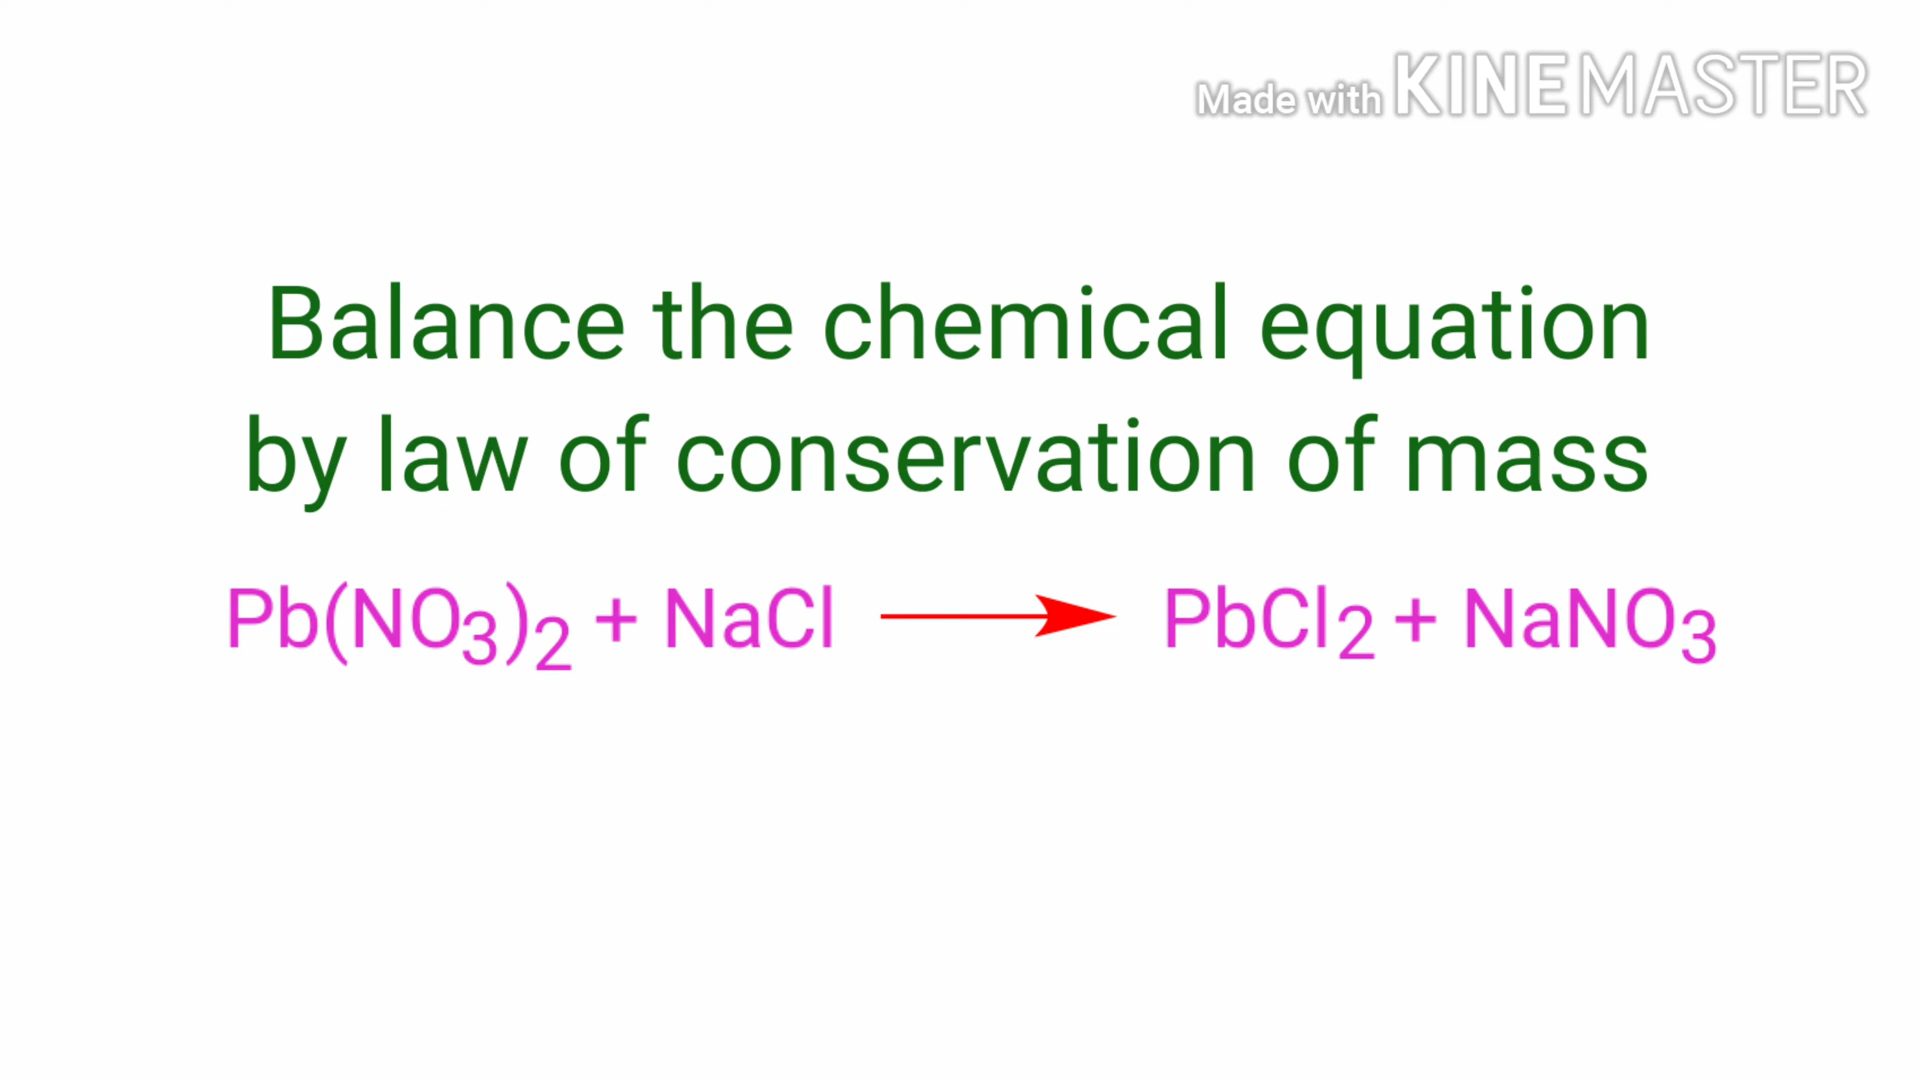 Made with KINEMASTER
Balance the chemical equation
by law of conservation of mass
Pb(NO₃)₂ + NaCl ⟶ PbCl₂ + NaNO₃